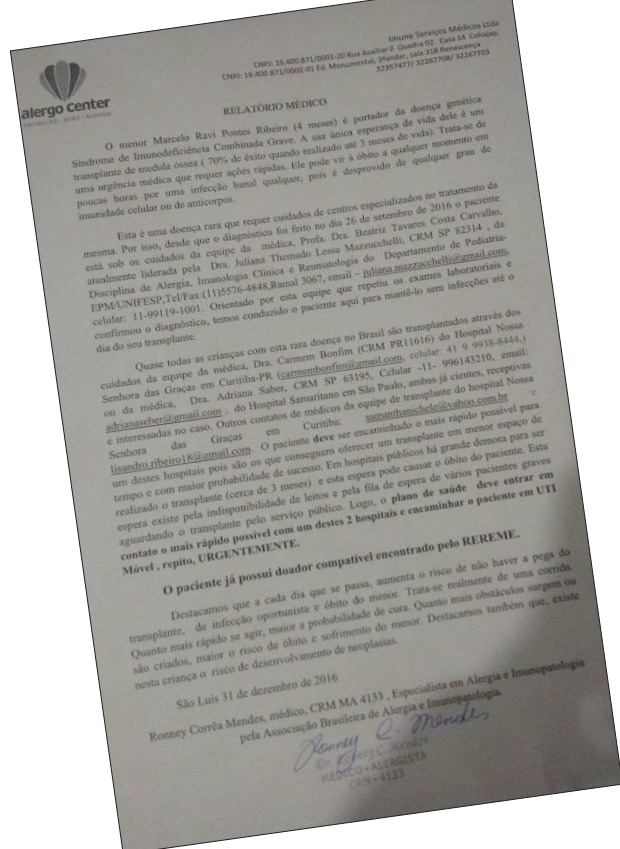 alergo center
VACINAÇÃO - ASMA - ALERGIA
Imune Serviços Médicos Ltda
CNPJ: 19.400.871/0001-20 Rua Auxiliar II Quadra 02 Casa 14 Cohajap,
CNPJ: 19.400.871/0002-01 Ed. Monumental, 3ºandar, sala 318 Renascença
32357477/ 32267708/ 32267703
RELATÓRIO MÉDICO
O menor Marcelo Ravi Pontes Ribeiro (4 meses) é portador da doença genética
Síndrome de Imunodeficiência Combinada Grave. A sua única esperança de vida dele é um
transplante de medula óssea ( 70% de êxito quando realizado até 3 meses de vida). Trata-se de
uma urgência médica que requer ações rápidas. Ele pode vir à óbito a qualquer momento em
poucas horas por uma infecção banal qualquer, pois é desprovido de qualquer grau de
imunidade celular ou de anticorpos.
Esta é uma doença rara que requer cuidados de centros especializados no tratamento da
mesma. Por isso, desde que o diagnóstico foi feito no dia 26 de setembro de 2016 o paciente
está sob os cuidados da equipe da médica, Profa. Dra. Beatriz Tavares Costa Carvalho,
atualmente liderada pela Dra. Juliana Themudo Lessa Mazzucchelli, CRM SP 82314 , da
Disciplina de Alergia, Imunologia Clínica e Reumatologia do Departamento de Pediatria-
EPM/UNIFESP,Tel/Fax:(11)5576-4848,Ramal 3067, email – juliana.mazzucchelli@gmail.com,
celular: 11-99119-1001. Orientado por esta equipe que repetiu os exames laboratoriais e
confirmou o diagnóstico, temos conduzido o paciente aqui para mantê-lo sem infecções até o
dia do seu transplante.
Quase todas as crianças com esta rara doença no Brasil são transplantados através dos
cuidados da equipe da médica, Dra. Carmem Bonfim (CRM PR11616) do Hospital Nossa
Senhora das Graças em Curitiba-PR (carmembonfim@gmail.com, celular: 41 9 9938-8444,)
ou da médica, Dra. Adriana Saber, CRM SP 63195, Celular -11- 996143210, email:
adrianaseber@gmail.com , do Hospital Samaritano em São Paulo, ambas já cientes, receptivas
e interessadas no caso. Outros contatos de médicos da equipe de transplante do hospital Nossa
Senhora das Graças em Curitiba: samanthanichele@yahoo.com.br e
lisandro.ribeiro18@gmail.com O paciente deve ser encaminhado o mais rápido possível para
um destes hospitais pois são os que conseguem oferecer um transplante em menor espaço de
tempo e com maior probabilidade de sucesso. Em hospitais públicos há grande demora para ser
realizado o transplante (cerca de 3 meses) e esta espera pode causar o óbito do paciente. Esta
espera existe pela indisponibilidade de leitos e pela fila de espera de vários pacientes graves
aguardando o transplante pelo serviço público. Logo, o plano de saúde deve entrar em
contato o mais rápido possível com um destes 2 hospitais e encaminhar o paciente em UTI
Móvel , repito, URGENTEMENTE.
O paciente já possui doador compatível encontrado pelo REREME.
Destacamos que a cada dia que se passa, aumenta o risco de não haver a pega do
transplante, de infecção oportunista e óbito do menor. Trata-se realmente de uma corrida.
Quanto mais rápido se agir, maior a probabilidade de cura. Quanto mais obstáculos surgem ou
são criados, maior o risco de óbito e sofrimento do menor. Destacamos também que, existe
nesta criança o risco de desenvolvimento de neoplasias.
São Luis 31 de dezembro de 2016
Ronney Corrêa Mendes, médico, CRM MA 4133 , Especialista em Alergia e Imunopatologia
pela Associação Brasileira de Alergia e Imunopatologia.
Ronney C. Mendes
Dr. Ronney C. Mendes
MÉDICO-ALERGISTA
CRM-4133